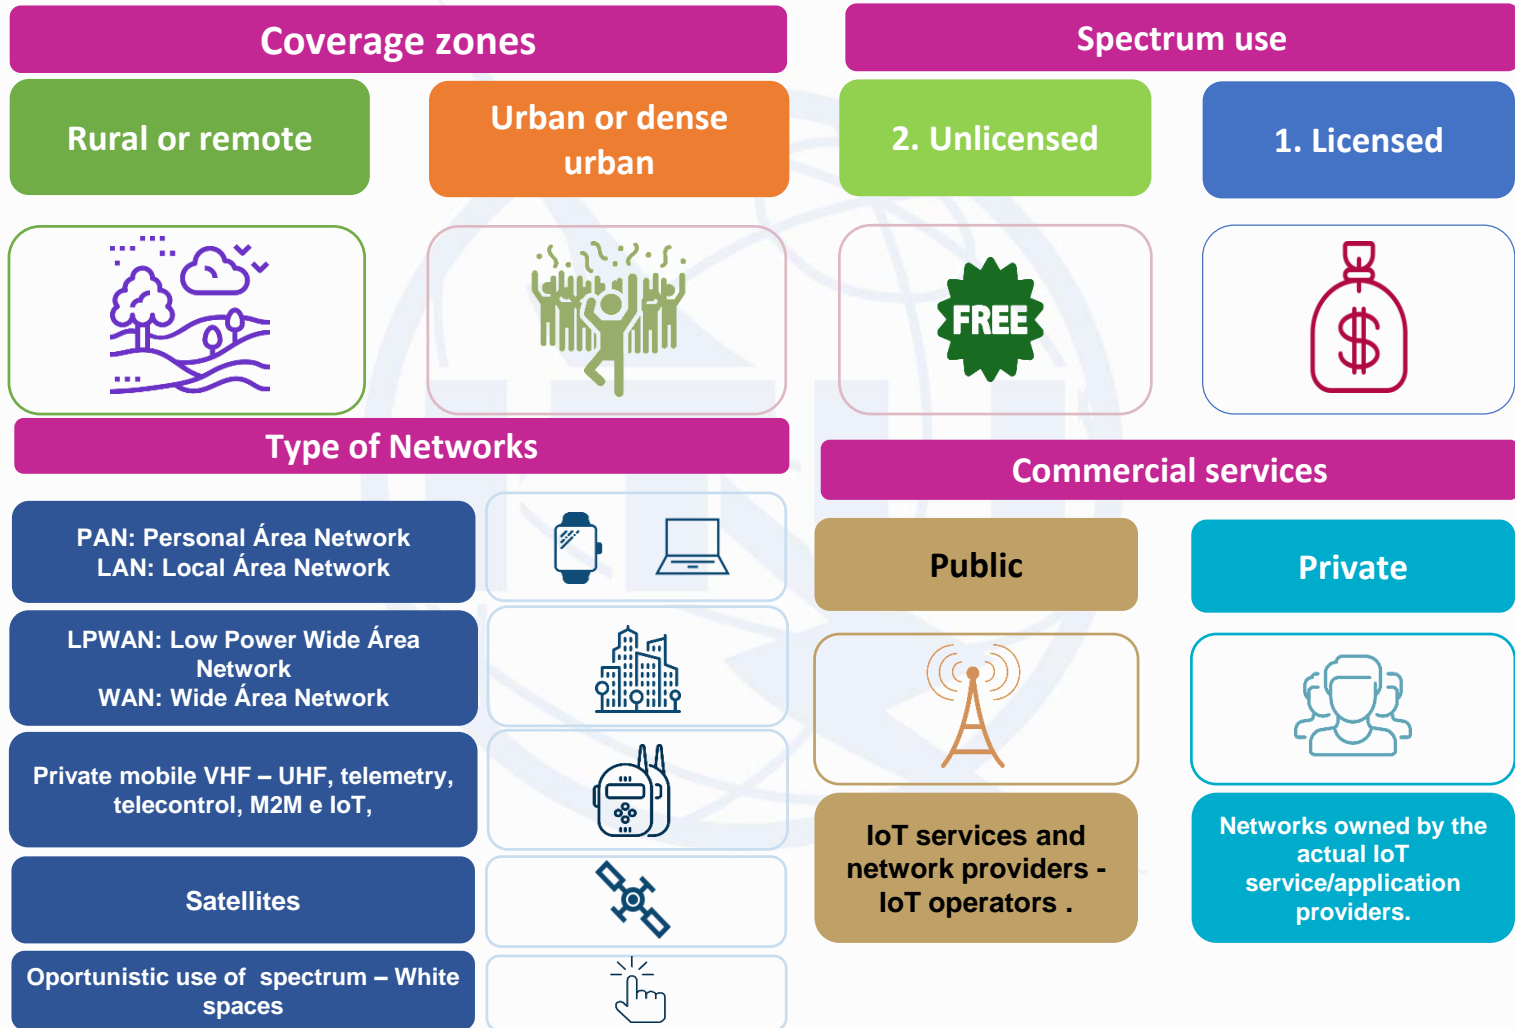 Coverage zones
Rural or remote
Urban or dense
urban
Spectrum use
2. Unlicensed
1. Licensed
FREE
$
Type of Networks
PAN: Personal Área Network
LAN: Local Área Network
LPWAN: Low Power Wide Área
Network
WAN: Wide Área Network
Private mobile VHF – UHF, telemetry,
telecontrol, M2M e IoT,
Satellites
Oportunistic use of spectrum – White
spaces
Commercial services
Public
Private
IoT services and
network providers -
IoT operators .
Networks owned by the
actual IoT
service/application
providers.
ITU